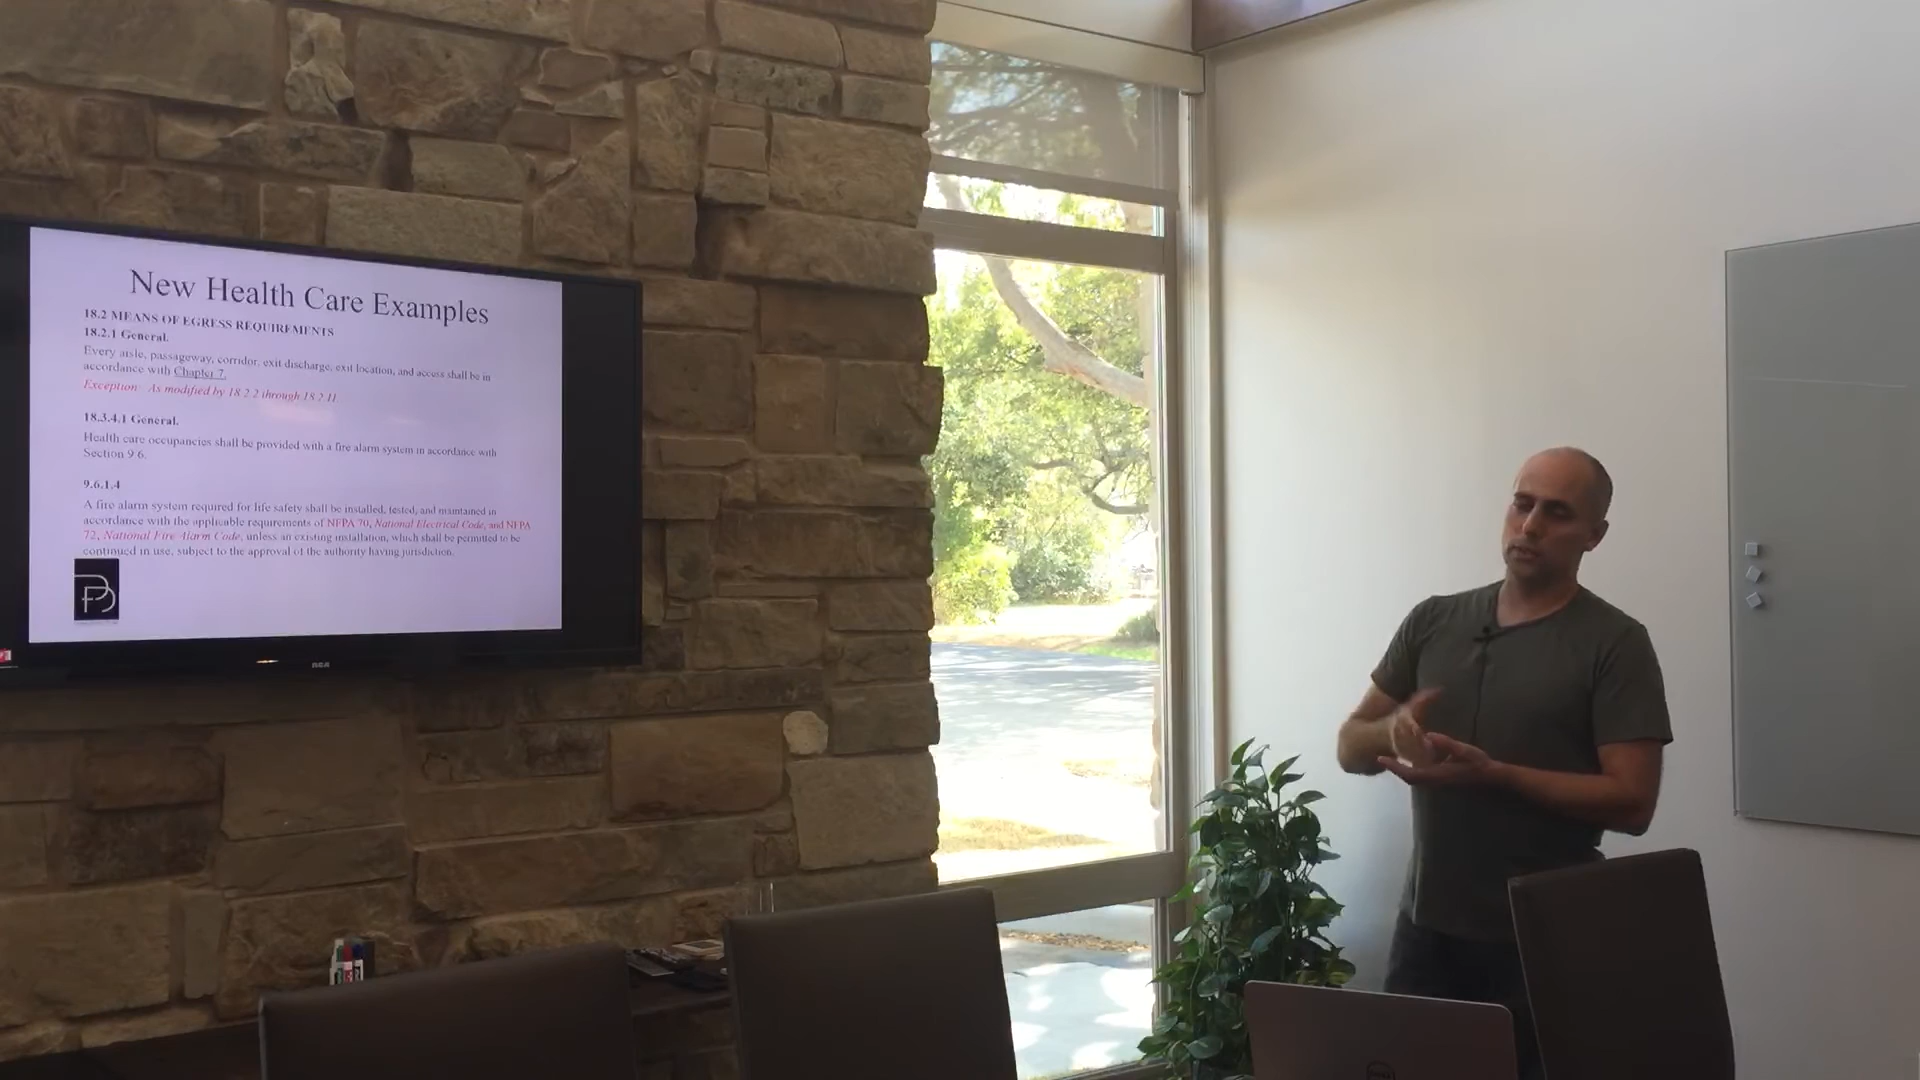 New Health Care Examples
18.2 MEANS OF EGRESS REQUIREMENTS
18.2.1 General.
Every aisle, passageway, corridor, exit discharge, exit location, and access shall be in
accordance with Chapter 7.
Exception: As modified by 18.2.2 through 18.2.11
18.3.4.1 General.
Health care occupancies shall be provided with a fire alarm system in accordance with
Section 9.6.
9.6.1.4
A fire alarm system required for life safety shall be installed, tested, and maintained in
accordance with the applicable requirements of NFPA 70, National Electrical Code, and NFPA
72, National Fire Alarm Code, unless an existing installation, which shall be permitted to be
continued in use, subject to the approval of the authority having jurisdiction.
RCA